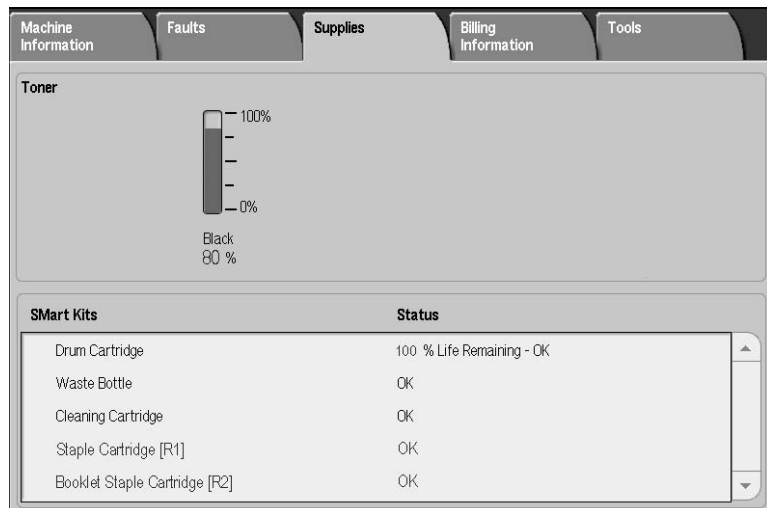 Machine Information
Faults
Supplies
Billing Information
Tools
Toner
100%
0%
Black
80 %
SMart Kits Status
Drum Cartridge 100 % Life Remaining - OK
Waste Bottle OK
Cleaning Cartridge OK
Staple Cartridge [R1] OK
Booklet Staple Cartridge [R2] OK